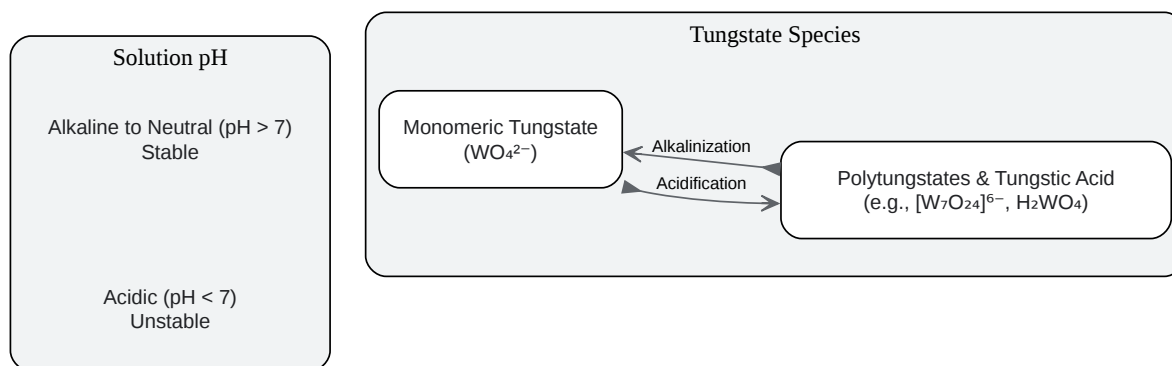 Solution pH
Alkaline to Neutral (pH > 7)
Stable
Acidic (pH < 7)
Unstable
Tungstate Species
Monomeric Tungstate
(WO₄²⁻)
Alkalinization
Acidification
Polytungstates & Tungstic Acid
(e.g., [W₇O₂₄]⁶⁻, H₂WO₄)